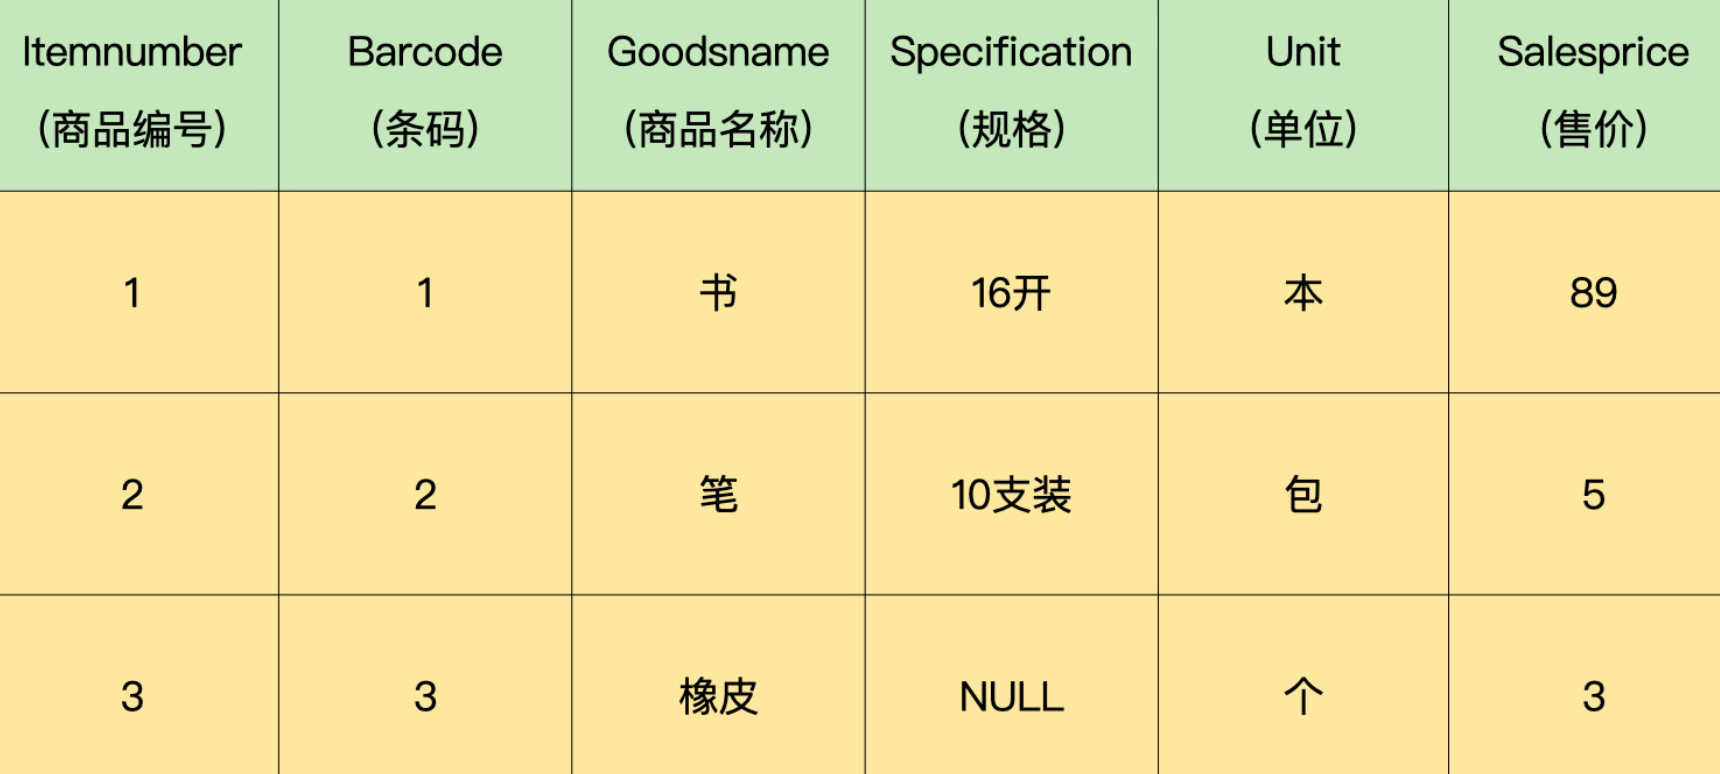 Itemnumber Barcode Goodsname Specification Unit Salesprice
(商品编号) (条码) (商品名称) (规格) (单位) (售价)
1 1 书 16开 本 89
2 2 笔 10支装 包 5
3 3 橡皮 NULL 个 3